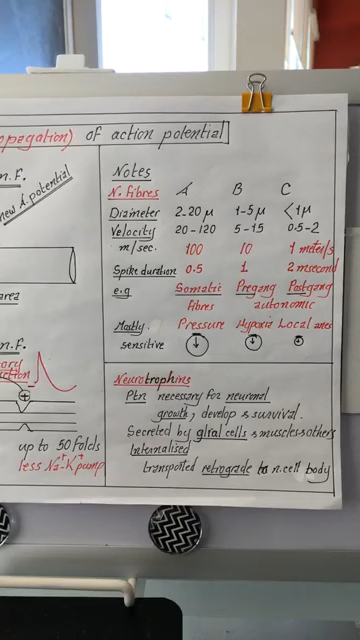 opagation) of action potential
n.F.
new A.potential
area
n.F.
up to 50 folds
less Na+-K+ pump
Notes
N. fibres A B C
Diameter 2-20 µ 1-5 µ <1 µ
Velocity 20-120 5-15 0.5-2
m/sec. 100 10 1 meter/s
Spike duration 0.5 1 2 msecond
e.g Somatic Pregang Postgang
fibres autonomic
Mostly Pressure Hypoxia Local anes
sensitive
Neurotrophins
Ptn necessary for neuronal
growth, develop & survival.
Secreted by glial cells & muscles & others
Internalised
transported retrograde to n.cell body